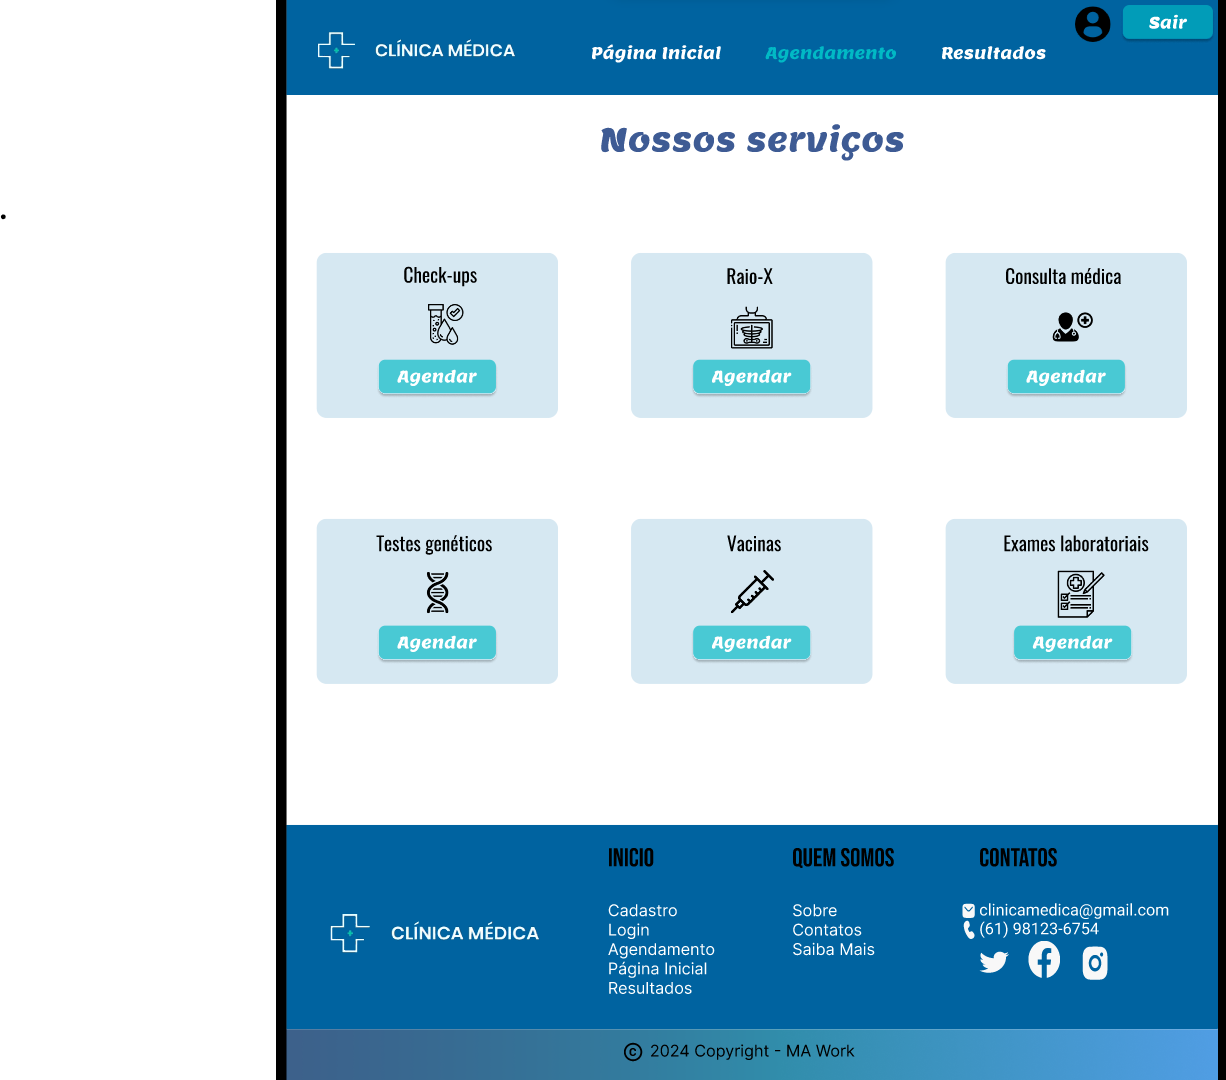 CLÍNICA MÉDICA
Página Inicial
Agendamento
Resultados
Sair
Nossos serviços
.
Check-ups
Agendar
Raio-X
Agendar
Consulta médica
Agendar
Testes genéticos
Agendar
Vacinas
Agendar
Exames laboratoriais
Agendar
CLÍNICA MÉDICA
INICIO
Cadastro
Login
Agendamento
Página Inicial
Resultados
QUEM SOMOS
Sobre
Contatos
Saiba Mais
CONTATOS
clinicamedica@gmail.com
(61) 98123-6754
© 2024 Copyright - MA Work